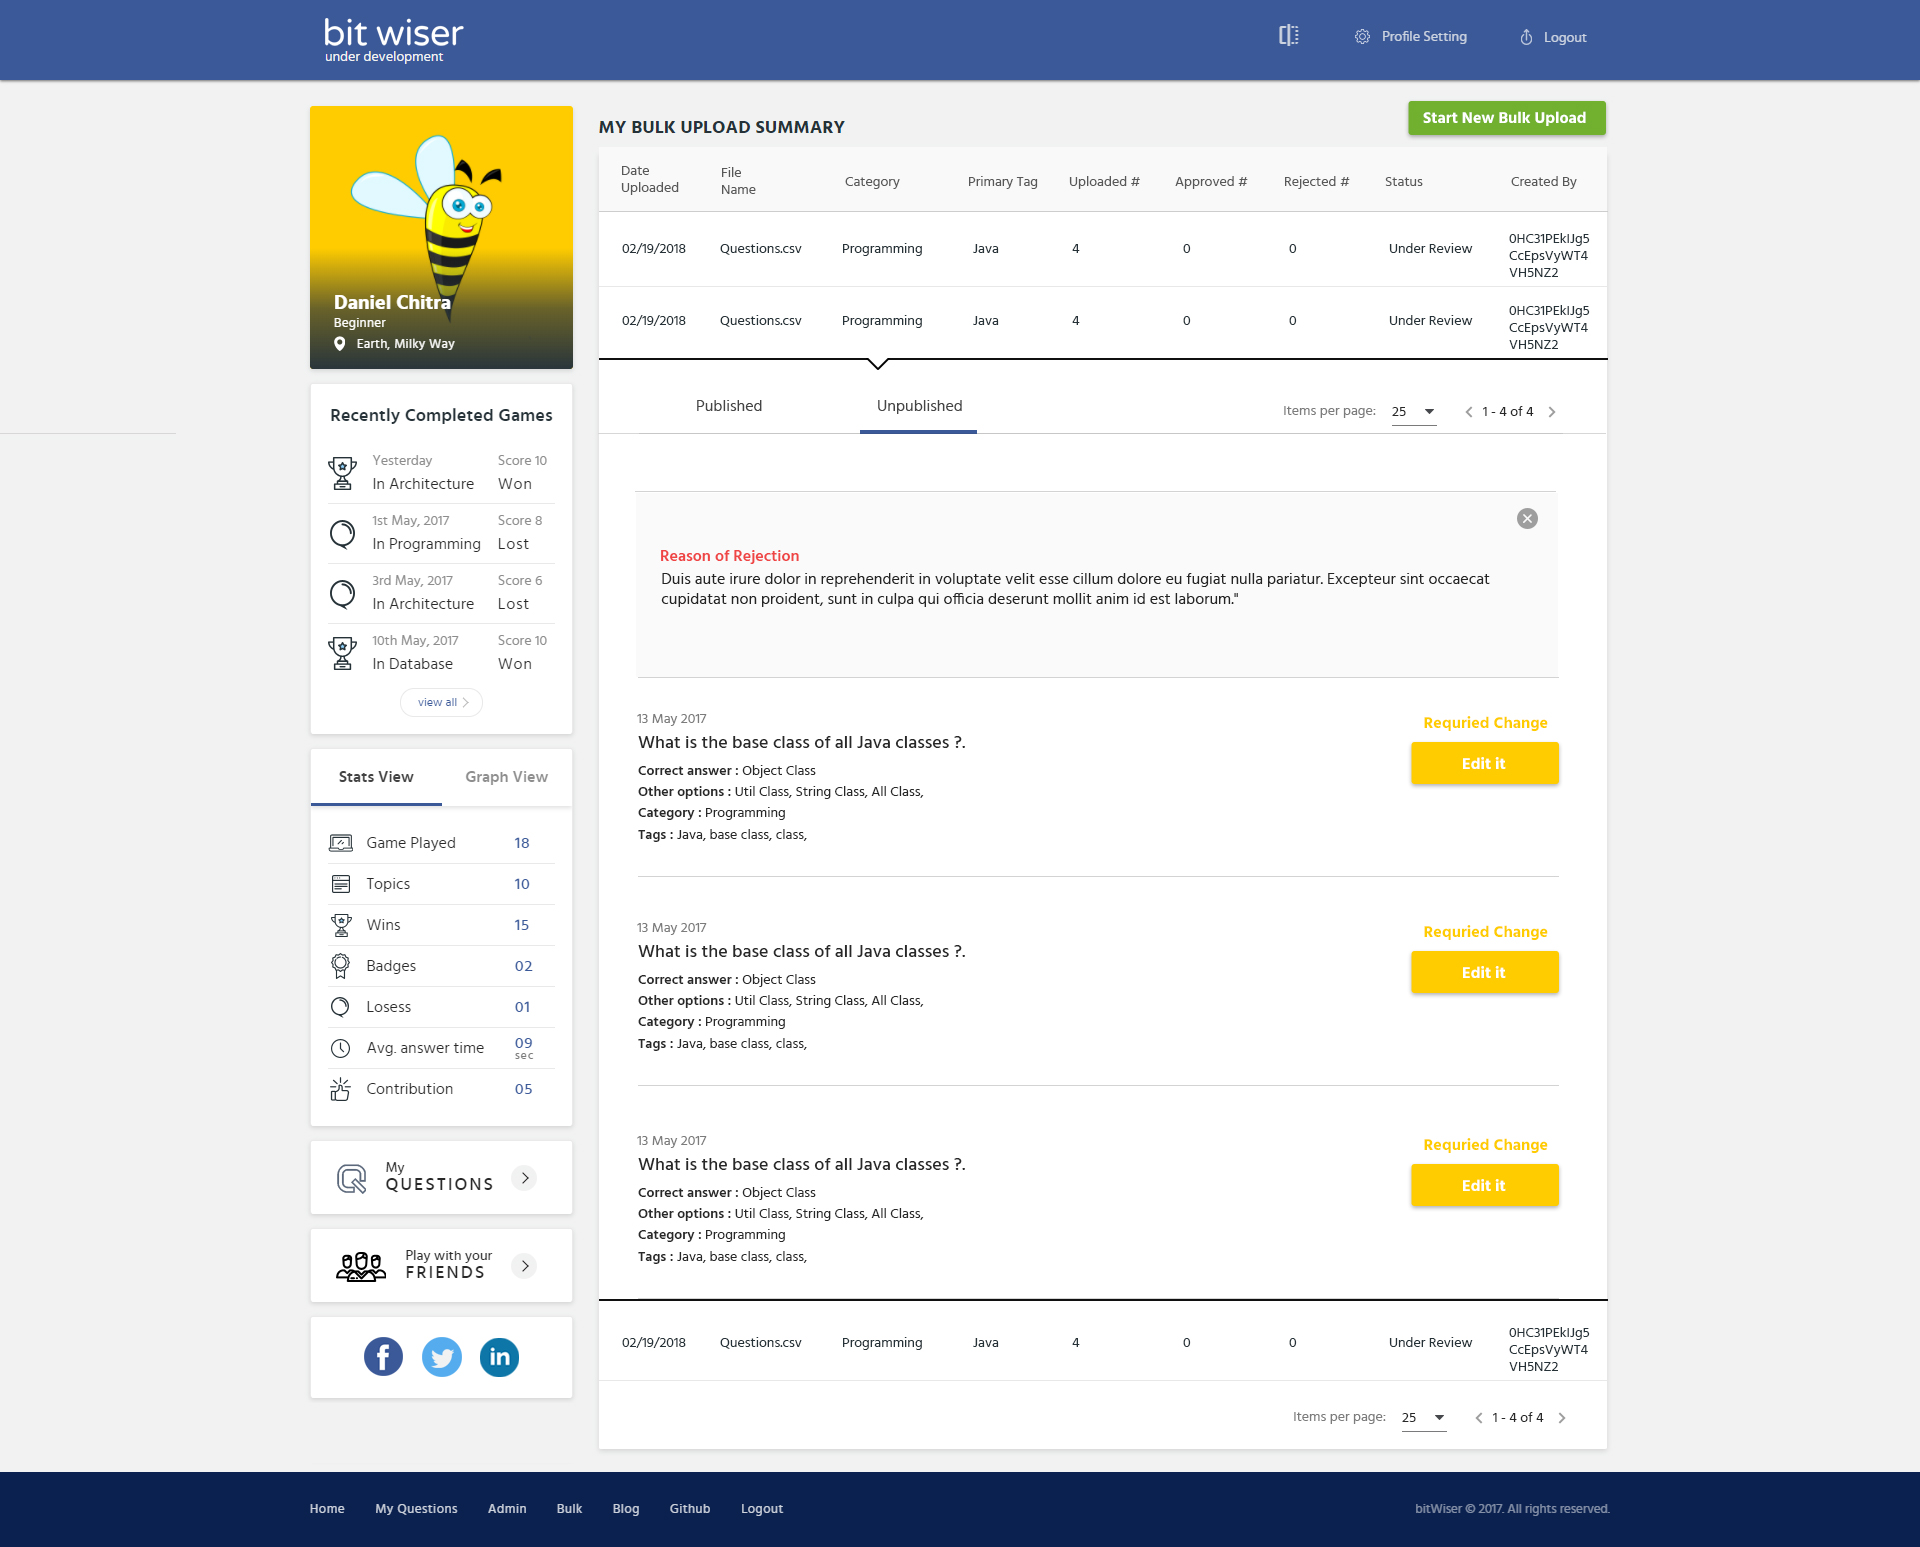 bit wiser
under development
Profile Setting
Logout
Daniel Chitra
Beginner
Earth, Milky Way
Recently Completed Games
Yesterday Score 10
In Architecture Won
1st May, 2017 Score 8
In Programming Lost
3rd May, 2017 Score 6
In Architecture Lost
10th May, 2017 Score 10
In Database Won
view all
Stats View Graph View
Game Played 18
Topics 10
Wins 15
Badges 02
Losess 01
Avg. answer time 09
sec
Contribution 05
My
QUESTIONS
Play with your
FRIENDS
MY BULK UPLOAD SUMMARY
Start New Bulk Upload
Date
Uploaded
File
Name
Category
Primary Tag
Uploaded #
Approved #
Rejected #
Status
Created By
02/19/2018 Questions.csv Programming Java 4 0 0 Under Review
0HC31PEkIJg5
CcEpsVyWT4
VH5NZ2
02/19/2018 Questions.csv Programming Java 4 0 0 Under Review
0HC31PEkIJg5
CcEpsVyWT4
VH5NZ2
Published Unpublished
Items per page: 25 1 - 4 of 4
Reason of Rejection
Duis aute irure dolor in reprehenderit in voluptate velit esse cillum dolore eu fugiat nulla pariatur. Excepteur sint occaecat
cupidatat non proident, sunt in culpa qui officia deserunt mollit anim id est laborum."
13 May 2017
What is the base class of all Java classes ?.
Correct answer : Object Class
Other options : Util Class, String Class, All Class,
Category : Programming
Tags : Java, base class, class,
Requried Change
Edit it
13 May 2017
What is the base class of all Java classes ?.
Correct answer : Object Class
Other options : Util Class, String Class, All Class,
Category : Programming
Tags : Java, base class, class,
Requried Change
Edit it
13 May 2017
What is the base class of all Java classes ?.
Correct answer : Object Class
Other options : Util Class, String Class, All Class,
Category : Programming
Tags : Java, base class, class,
Requried Change
Edit it
02/19/2018 Questions.csv Programming Java 4 0 0 Under Review
0HC31PEkIJg5
CcEpsVyWT4
VH5NZ2
Items per page: 25 1 - 4 of 4
Home My Questions Admin Bulk Blog Github Logout
bitWiser © 2017. All rights reserved.